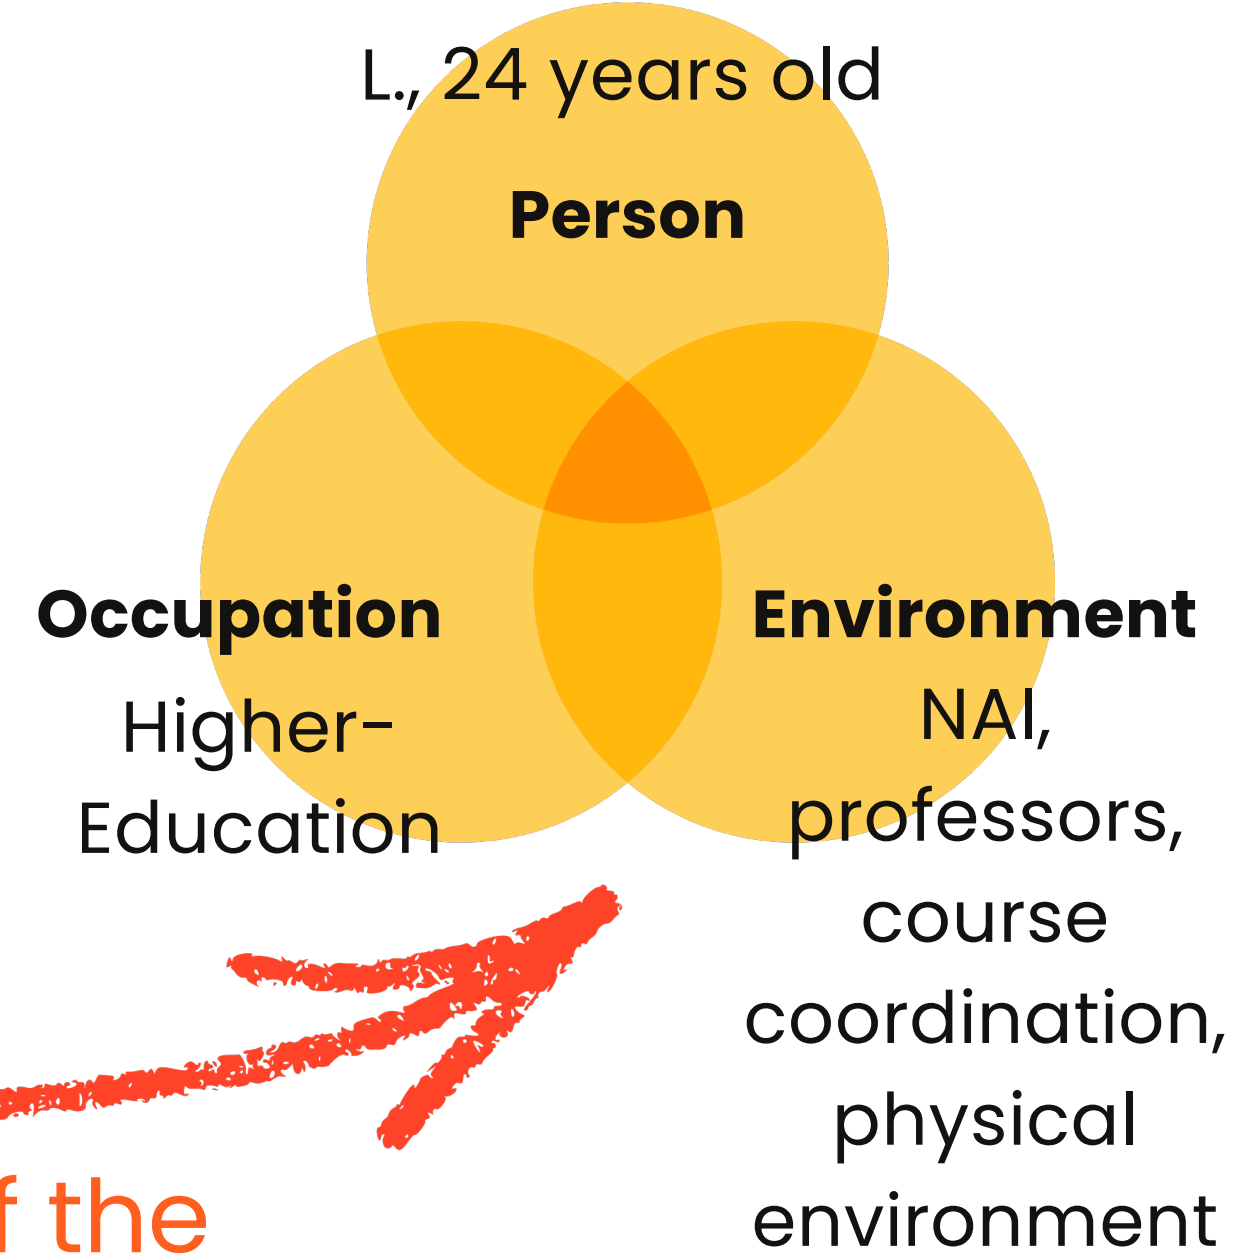 L., 24 years old
Person
Occupation
Higher-
Education
Environment
NAI,
professors,
course
coordination,
physical
environment
f the